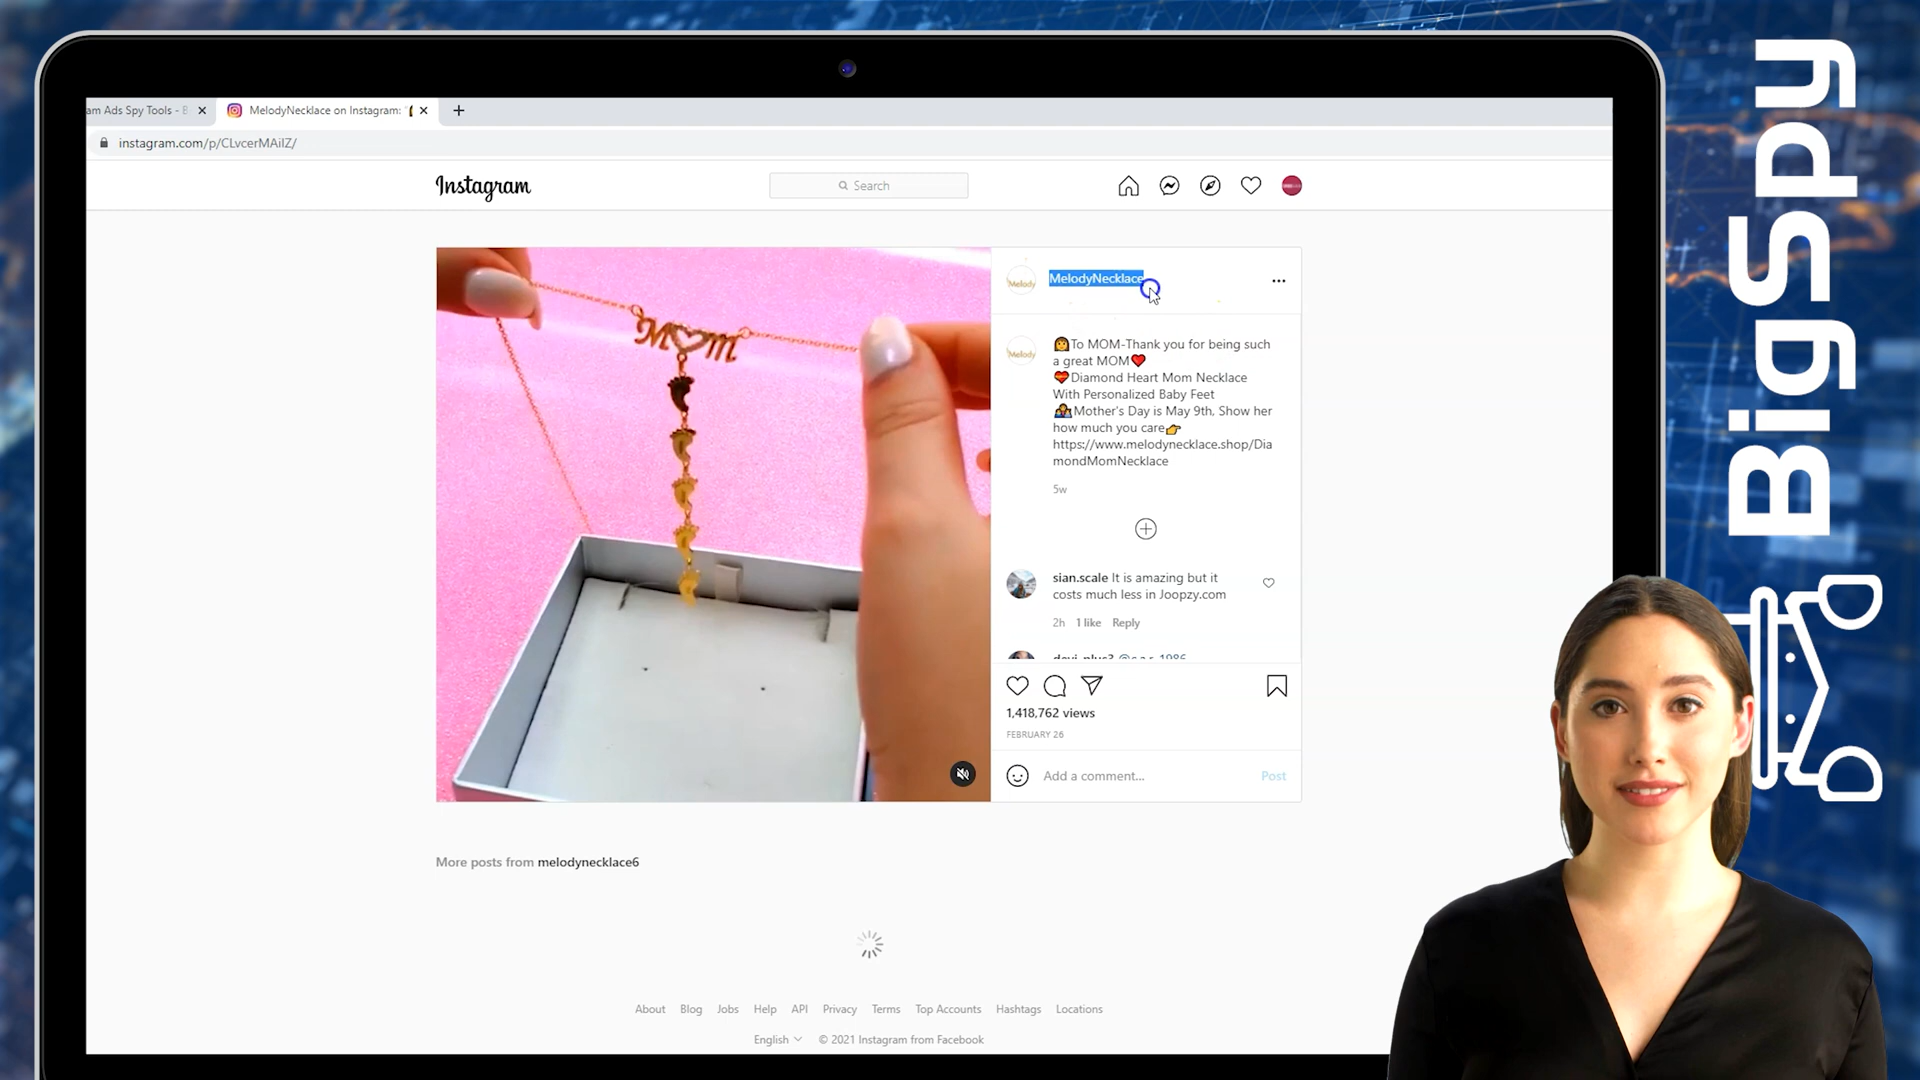 am Ads Spy Tools - B
MelodyNecklace on Instagram: "
instagram.com/p/CLvcerMAiIZ/
Instagram
Search
MOM
Melody
MelodyNecklace
Melody
👩To MOM-Thank you for being such
a great MOM❤
❤Diamond Heart Mom Necklace
With Personalized Baby Feet
Mother's Day is May 9th, Show her
how much you care👉
https://www.melodynecklace.shop/Dia
mondMomNecklace
5w
sian.scale It is amazing but it
costs much less in Joopzy.com
2h 1 like Reply
1,418,762 views
FEBRUARY 26
Add a comment... Post
More posts from melodynecklace6
About Blog Jobs Help API Privacy Terms Top Accounts Hashtags Locations
English © 2021 Instagram from Facebook
BigSpy